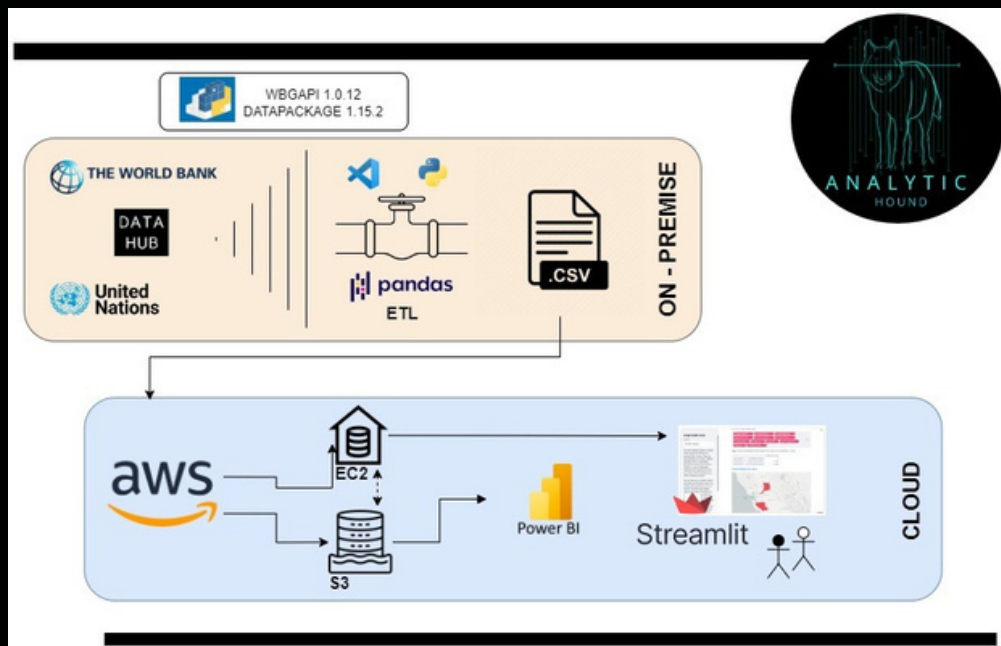 WBGAPI 1.0.12
DATAPACKAGE 1.15.2
ANALYTIC
HOUND
THE WORLD BANK
DATA
HUB
United
Nations
pandas
ETL
.CSV
ON - PREMISE
aws
EC2
S3
Power BI
Streamlit
CLOUD